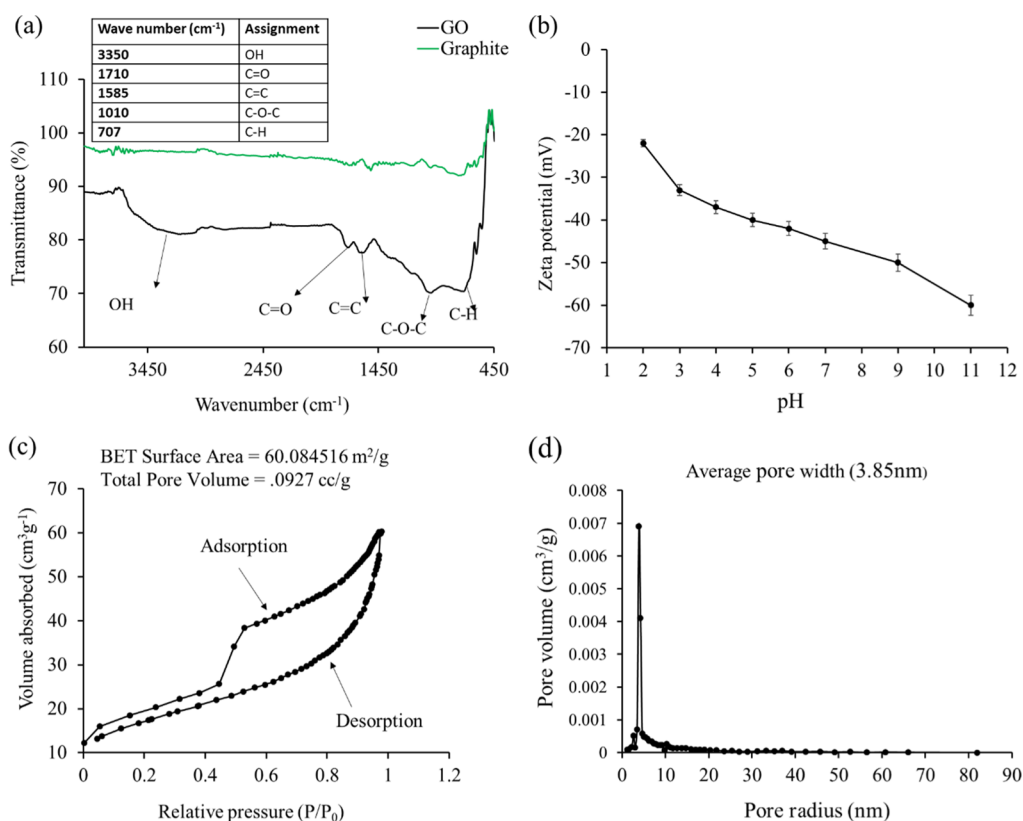 (a)
Wave number (cm⁻¹) Assignment
3350 OH
1710 C=O
1585 C=C
1010 C-O-C
707 C-H
GO
Graphite
110
100
90
80
70
60
Transmittance (%)
OH
C=O
C=C
C-O-C
C-H
3450 2450 1450 450
Wavenumber (cm⁻¹)
(b)
0
-10
-20
-30
-40
-50
-60
-70
Zeta potential (mV)
1 2 3 4 5 6 7 8 9 10 11 12
pH
(c)
BET Surface Area = 60.084516 m²/g
Total Pore Volume = .0927 cc/g
70
60
50
40
30
20
10
Volume absorbed (cm³g⁻¹)
Adsorption
Desorption
0 0.2 0.4 0.6 0.8 1 1.2
Relative pressure (P/P₀)
(d)
Average pore width (3.85nm)
0.008
0.007
0.006
0.005
0.004
0.003
0.002
0.001
0
Pore volume (cm³/g)
0 10 20 30 40 50 60 70 80 90
Pore radius (nm)